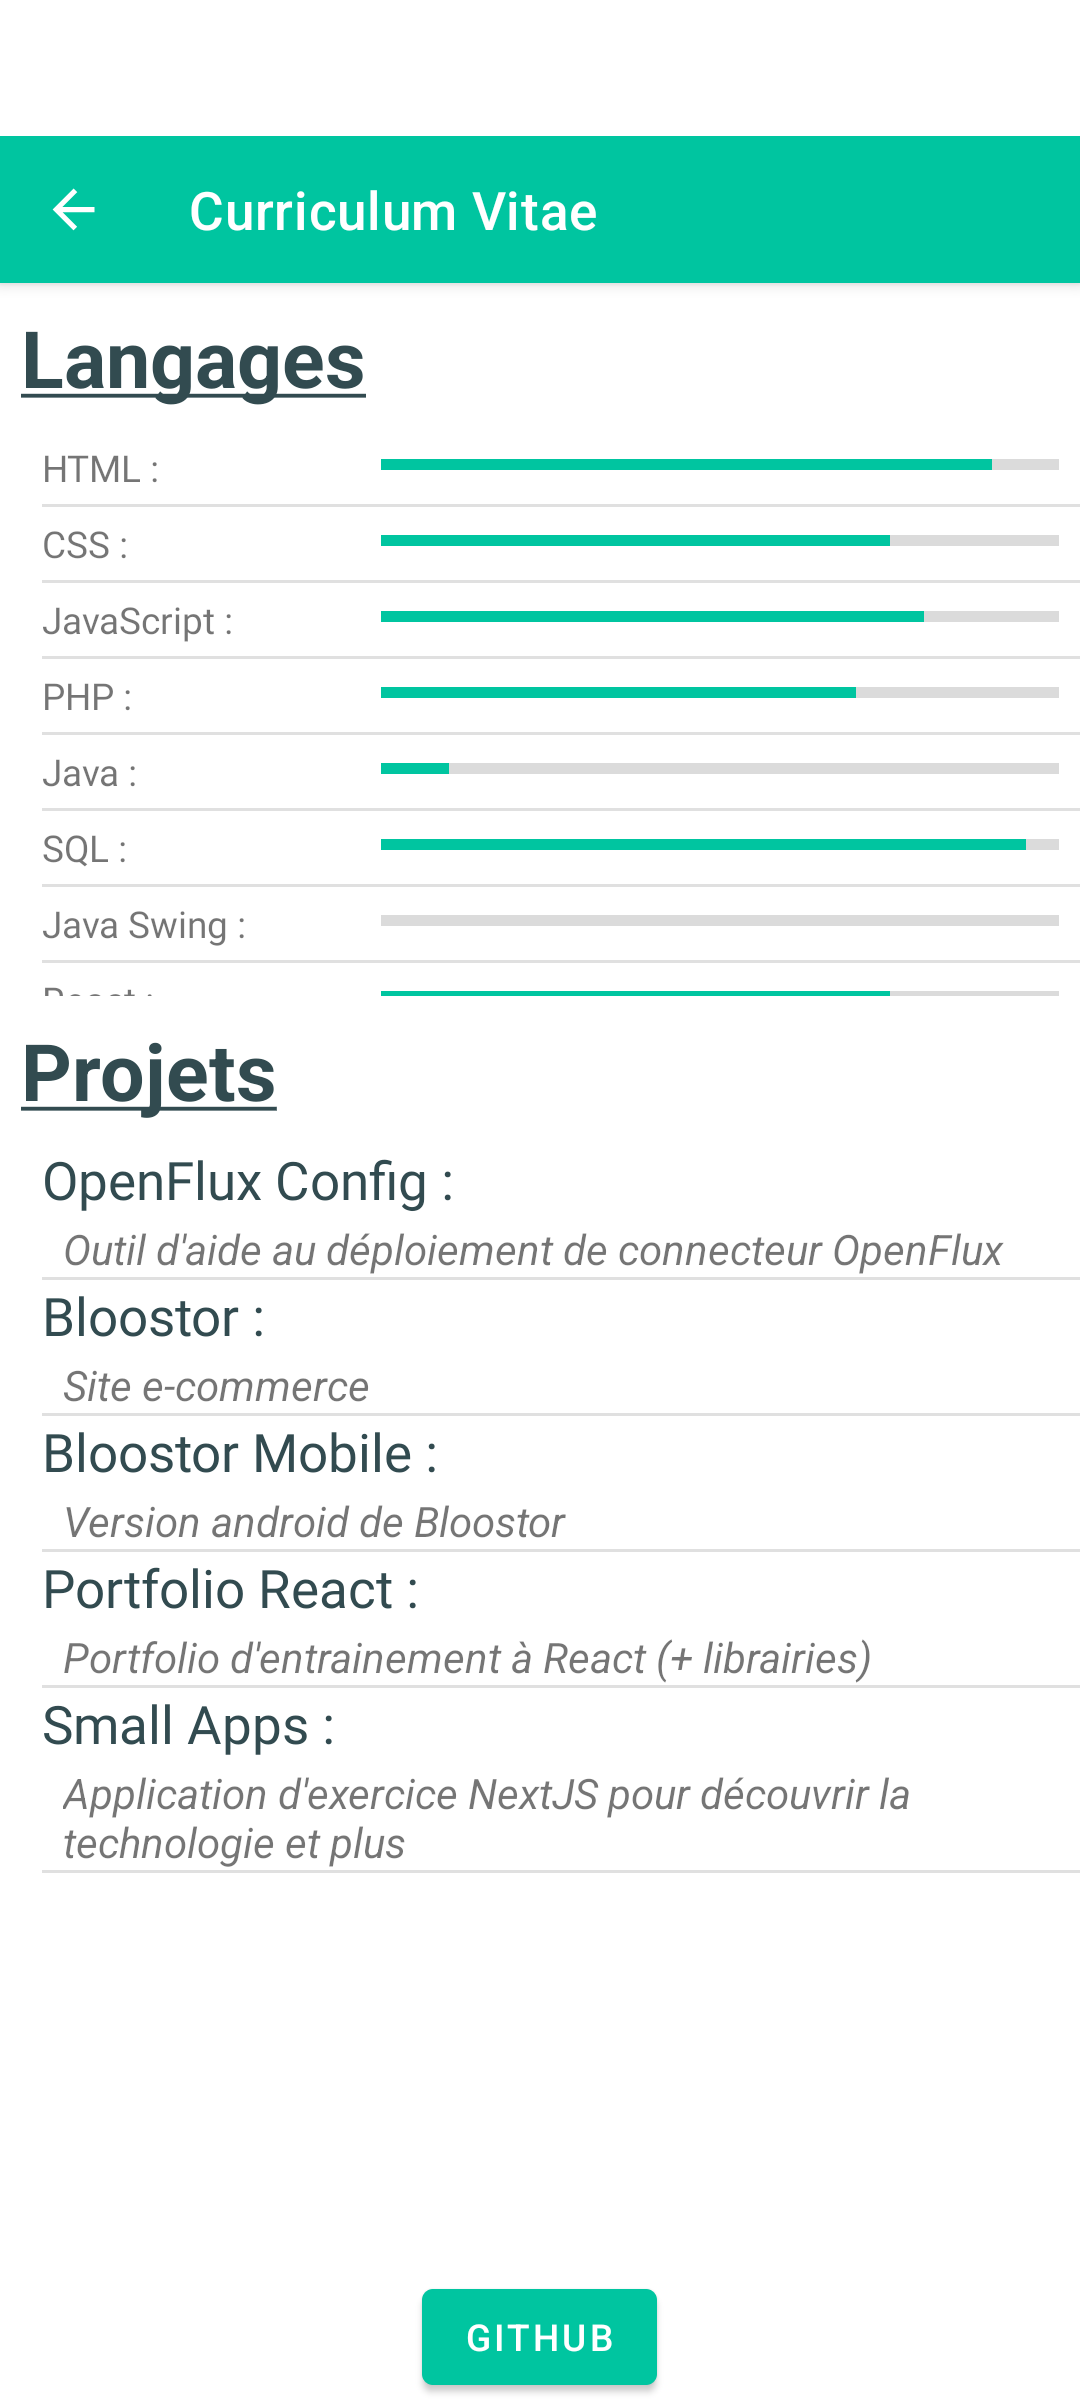 Curriculum Vitae
Langages
HTML :
CSS :
JavaScript :
PHP :
Java :
SQL :
Java Swing :
Projets
OpenFlux Config :
Outil d'aide au déploiement de connecteur OpenFlux
Bloostor :
Site e-commerce
Bloostor Mobile :
Version android de Bloostor
Portfolio React :
Portfolio d'entrainement à React (+ librairies)
Small Apps :
Application d'exercice NextJS pour découvrir la
technologie et plus
GITHUB